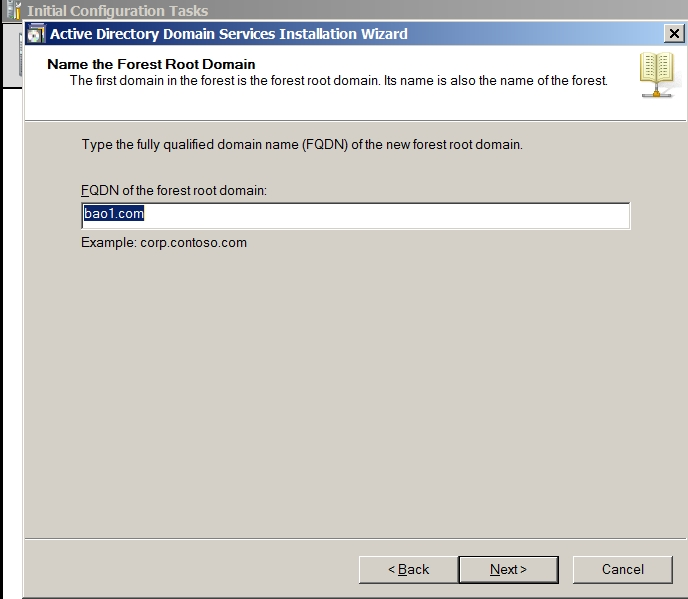 Initial Configuration Tasks
Active Directory Domain Services Installation Wizard
Name the Forest Root Domain
The first domain in the forest is the forest root domain. Its name is also the name of the forest.
Type the fully qualified domain name (FQDN) of the new forest root domain.
FQDN of the forest root domain:
bao1.com
Example: corp.contoso.com
< Back Next > Cancel